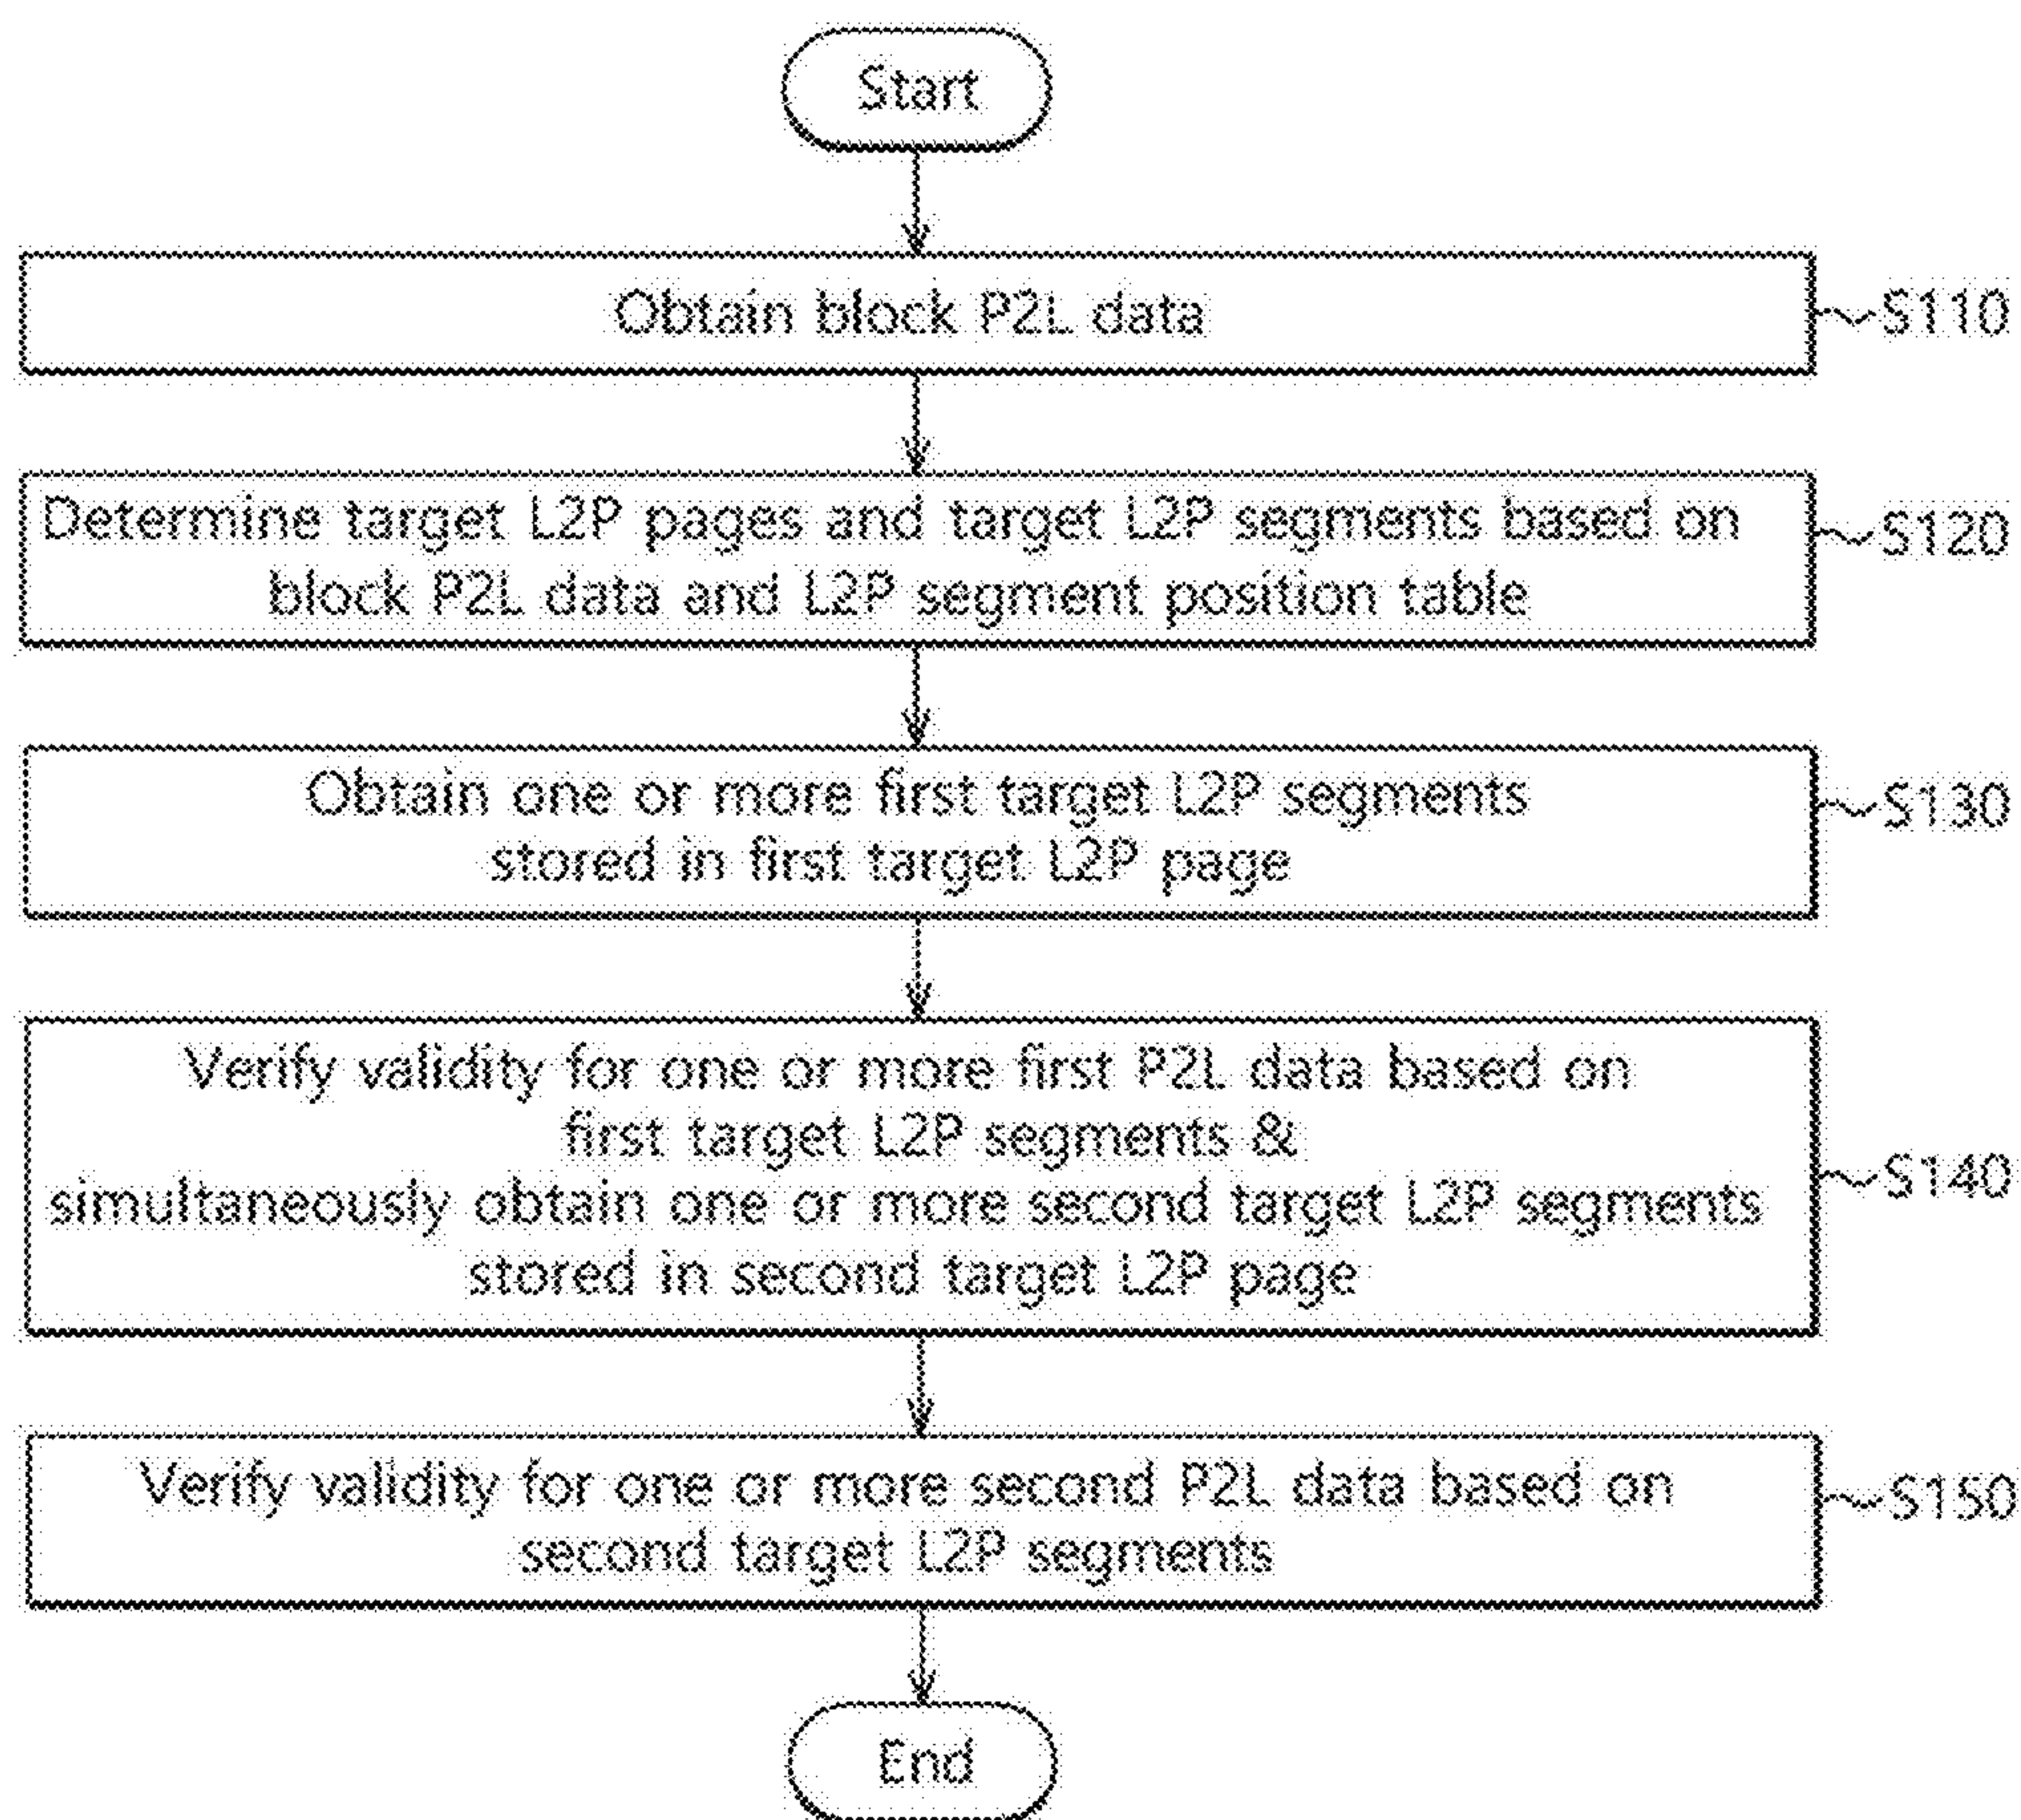 Start
Obtain block P2L data
S110
Determine target L2P pages and target L2P segments based on
block P2L data and L2P segment position table
S120
Obtain one or more first target L2P segments
stored in first target L2P page
S130
Verify validity for one or more first P2L data based on
first target L2P segments &
simultaneously obtain one or more second target L2P segments
stored in second target L2P page
S140
Verify validity for one or more second P2L data based on
second target L2P segments
S150
End